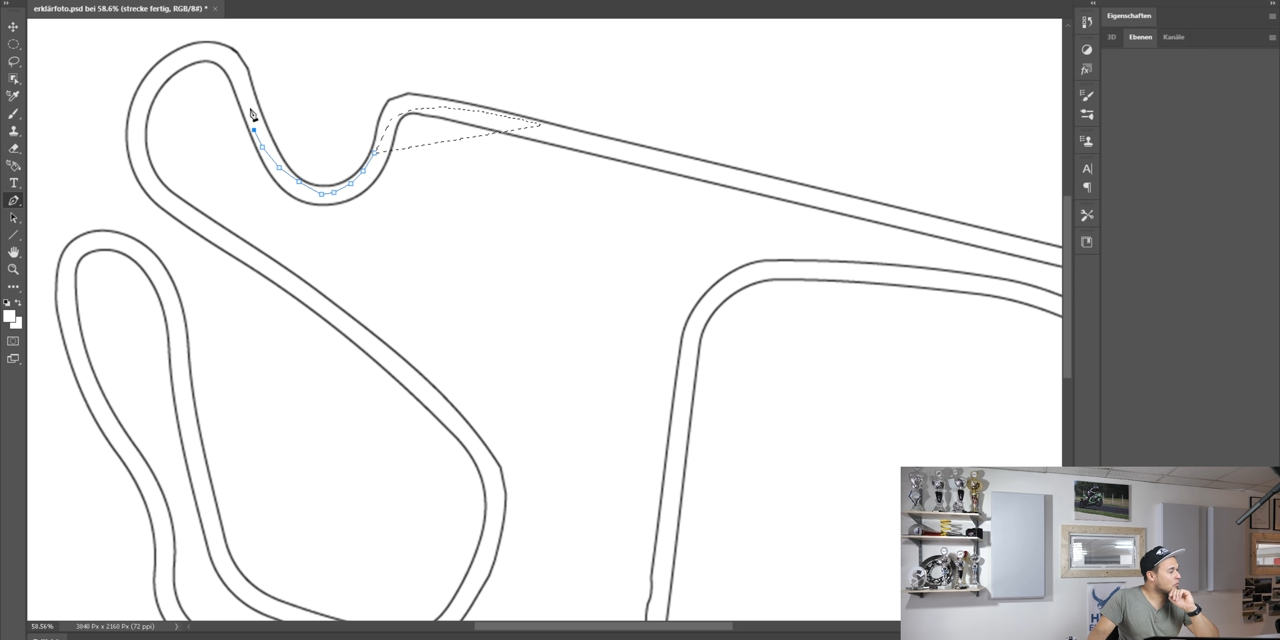 erklärfoto.psd bei 58.6% (strecke fertig, RGB/8#) *
Eigenschaften
3D Ebenen Kanäle
58.56% 3840 Px x 2160 Px (72 ppi)